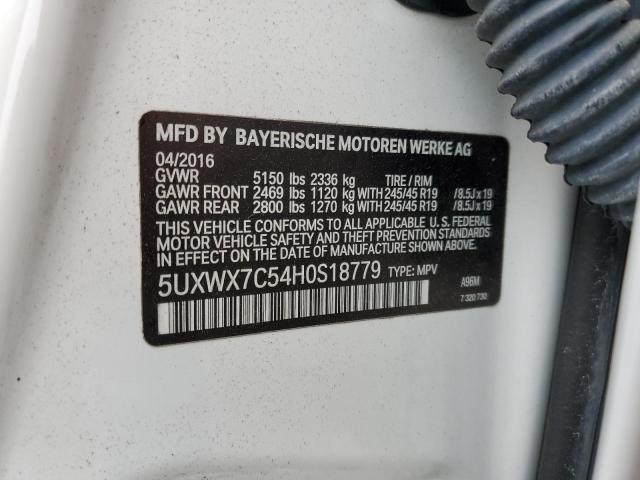 MFD BY BAYERISCHE MOTOREN WERKE AG
04/2016
GVWR 5150 lbs 2336 kg TIRE / RIM
GAWR FRONT 2469 lbs 1120 kg WITH 245/45 R19 /8.5J x 19
GAWR REAR 2800 lbs 1270 kg WITH 245/45 R19 /8.5J x 19
THIS VEHICLE CONFORMS TO ALL APPLICABLE U. S. FEDERAL
MOTOR VEHICLE SAFETY AND THEFT PREVENTION STANDARDS
IN EFFECT ON THE DATE OF MANUFACTURE SHOWN ABOVE.
5UXWX7C54H0S18779 TYPE: MPV A96M
7 320 730